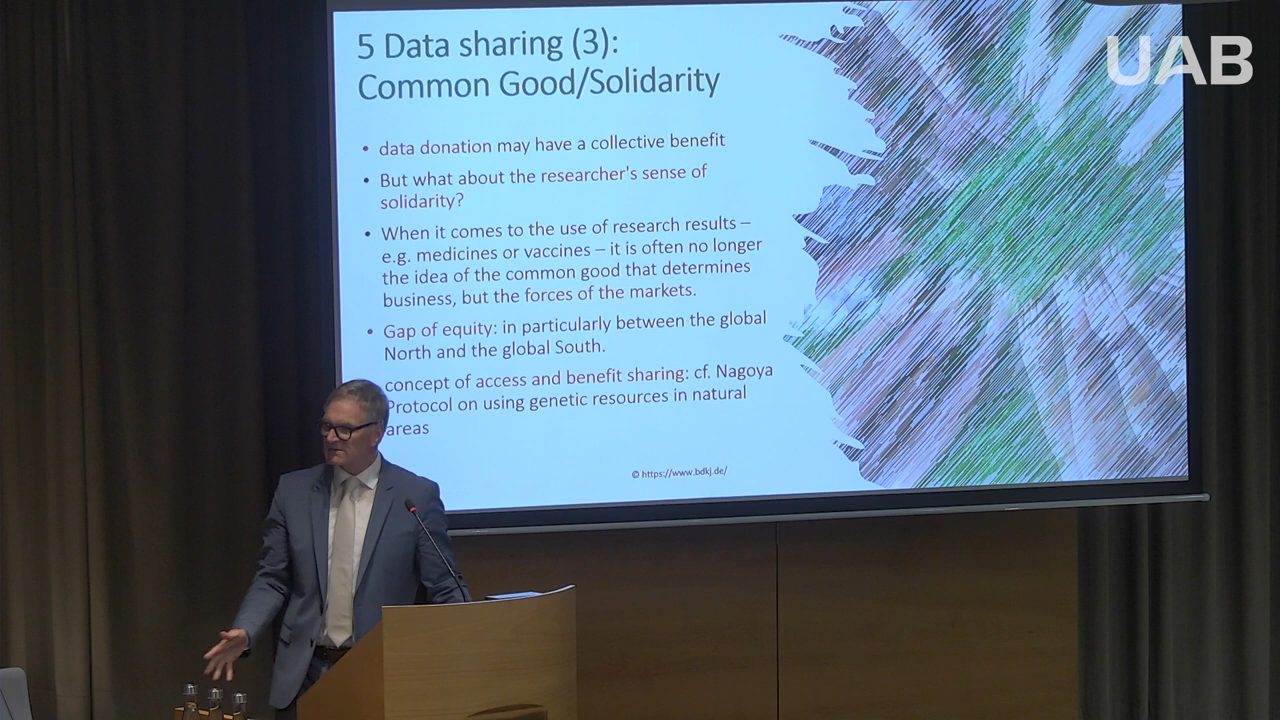 5 Data sharing (3):
Common Good/Solidarity
• data donation may have a collective benefit
• But what about the researcher's sense of
solidarity?
• When it comes to the use of research results –
e.g. medicines or vaccines – it is often no longer
the idea of the common good that determines
business, but the forces of the markets.
• Gap of equity: in particularly between the global
North and the global South.
concept of access and benefit sharing: cf. Nagoya
Protocol on using genetic resources in natural
areas
© https://www.bdkj.de/
UAB